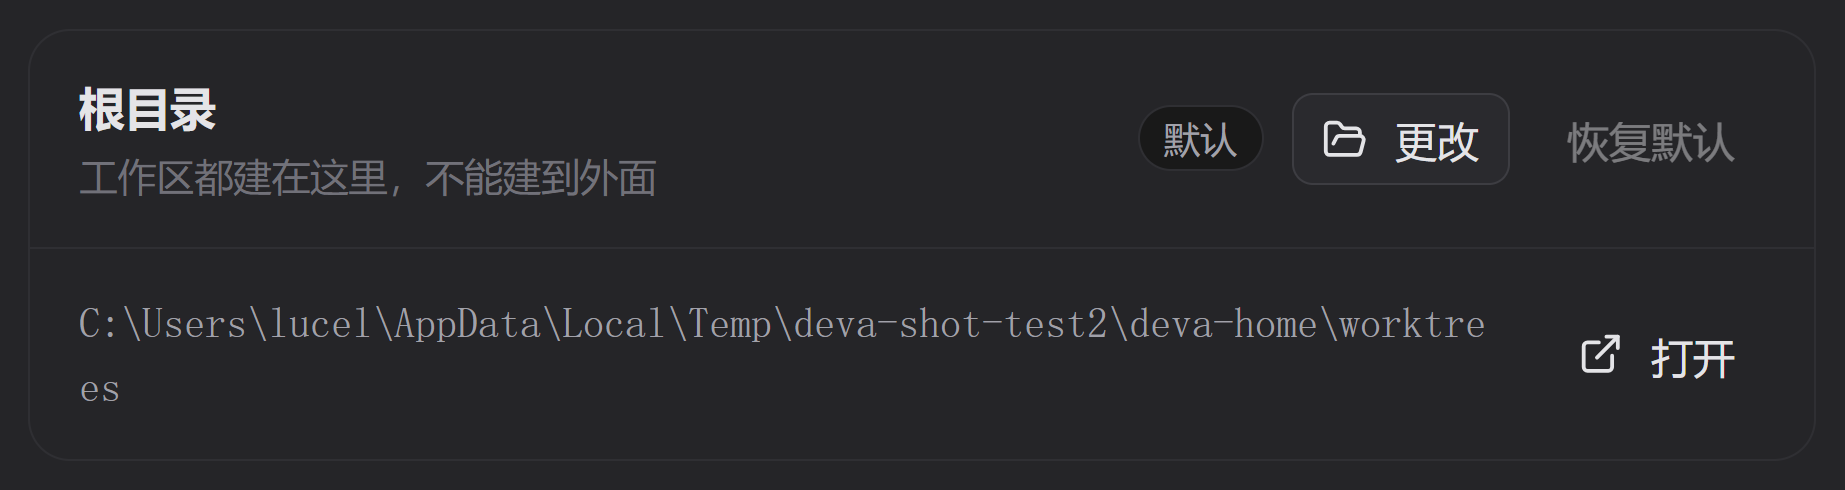 根目录
工作区都建在这里，不能建到外面
默认
更改
恢复默认
C:\Users\lucel\AppData\Local\Temp\deva-shot-test2\deva-home\worktre
es
打开